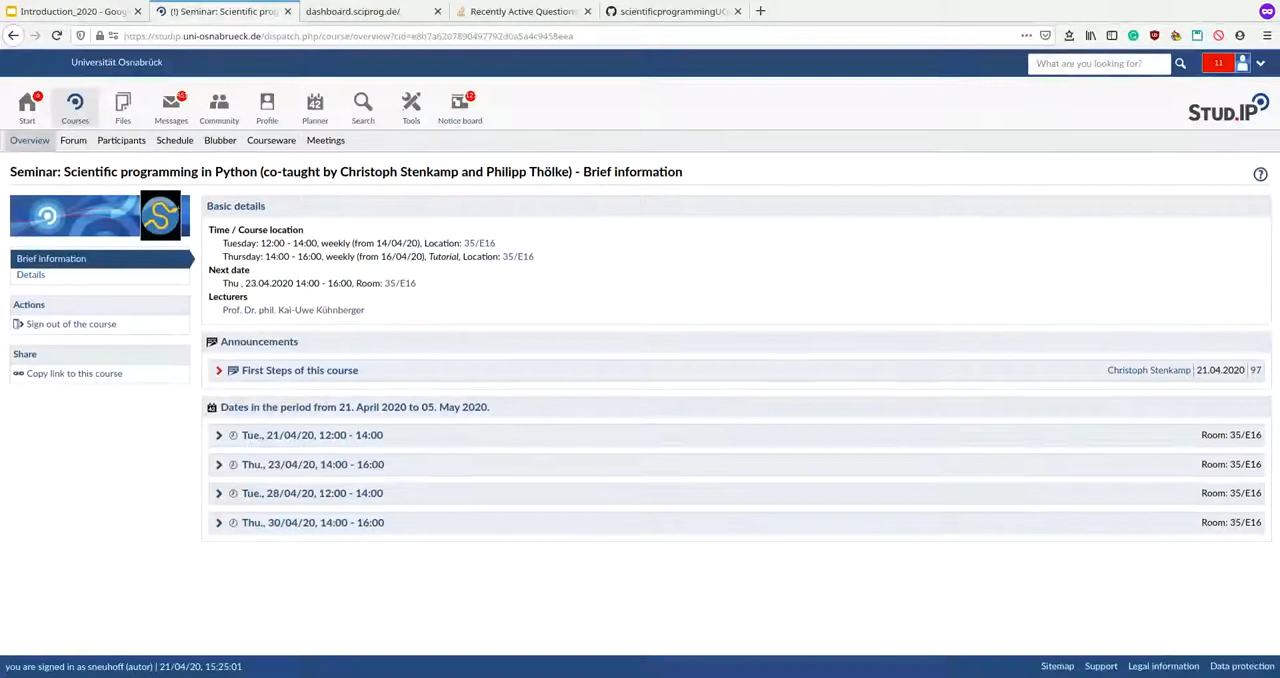 Introduction_2020 - Goog
(!) Seminar: Scientific prog
dashboard.sciprog.de/
Recently Active Question
scientificprogrammingUO
https://studip.uni-osnabrueck.de/dispatch.php/course/overview?cid=e8b7a6207890497792d0a5a4c9458eea
Universität Osnabrück
What are you looking for?
11
Start
Courses
Files
Messages
Community
Profile
42
Planner
Search
Tools
Notice board
STUD.IP
Overview
Forum
Participants
Schedule
Blubber
Courseware
Meetings
Seminar: Scientific programming in Python (co-taught by Christoph Stenkamp and Philipp Thölke) - Brief information
Brief information
Details
Actions
Sign out of the course
Share
Copy link to this course
Basic details
Time / Course location
Tuesday: 12:00 - 14:00, weekly (from 14/04/20), Location: 35/E16
Thursday: 14:00 - 16:00, weekly (from 16/04/20), Tutorial, Location: 35/E16
Next date
Thu , 23.04.2020 14:00 - 16:00, Room: 35/E16
Lecturers
Prof. Dr. phil. Kai-Uwe Kühnberger
Announcements
First Steps of this course
Christoph Stenkamp | 21.04.2020 | 97
Dates in the period from 21. April 2020 to 05. May 2020.
Tue., 21/04/20, 12:00 - 14:00
Room: 35/E16
Thu., 23/04/20, 14:00 - 16:00
Room: 35/E16
Tue., 28/04/20, 12:00 - 14:00
Room: 35/E16
Thu., 30/04/20, 14:00 - 16:00
Room: 35/E16
you are signed in as sneuhoff (autor) | 21/04/20, 15:25:01
Sitemap
Support
Legal information
Data protection